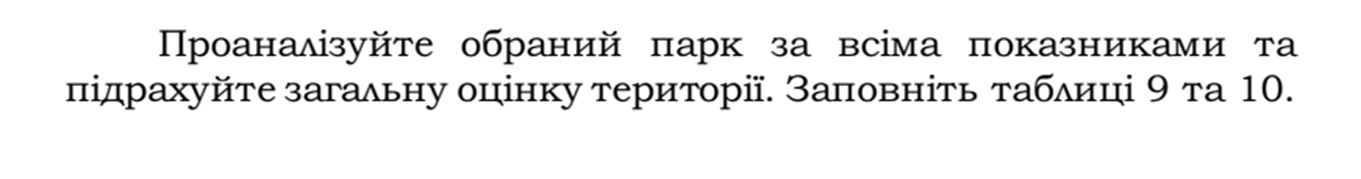 Проаналізуйте обраний парк за всіма показниками та
підрахуйте загальну оцінку території. Заповніть таблиці 9 та 10.